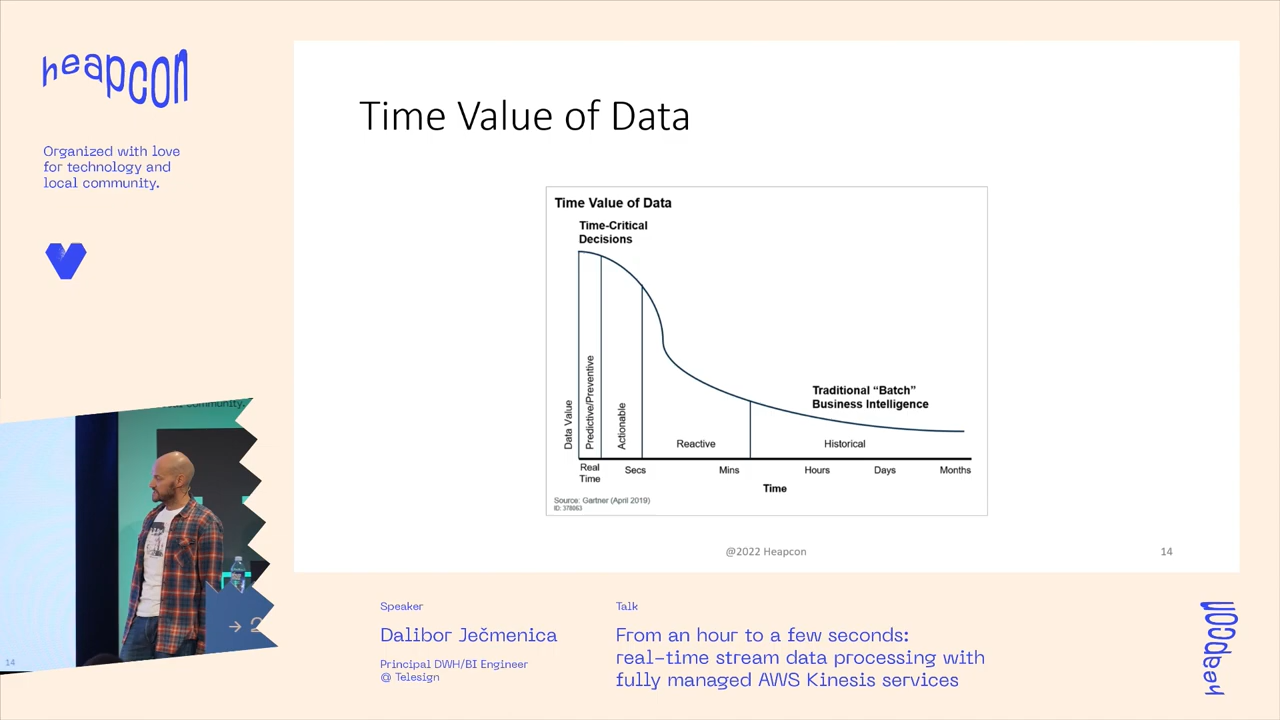 heapcon
Organized with love
for technology and
local community.
Time Value of Data
Time Value of Data
Time-Critical
Decisions
Data Value
Predictive/Preventive
Actionable
Reactive
Historical
Traditional “Batch”
Business Intelligence
Real
Time
Secs
Mins
Hours
Days
Months
Time
Source: Gartner (April 2019)
ID: 378063
@2022 Heapcon
14
community.
→ 2
14
Speaker
Dalibor Ječmenica
Principal DWH/BI Engineer
@ Telesign
Talk
From an hour to a few seconds:
real-time stream data processing with
fully managed AWS Kinesis services
heapcon